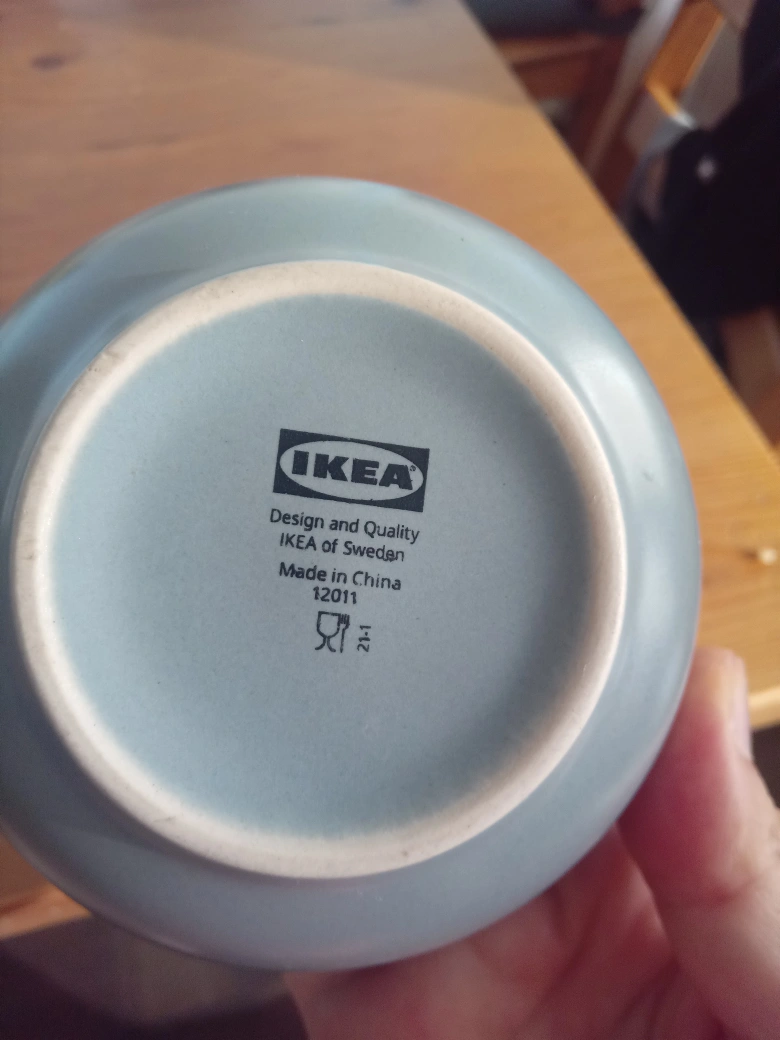 IKEA®
Design and Quality
IKEA of Sweden
Made in China
12011
21-1